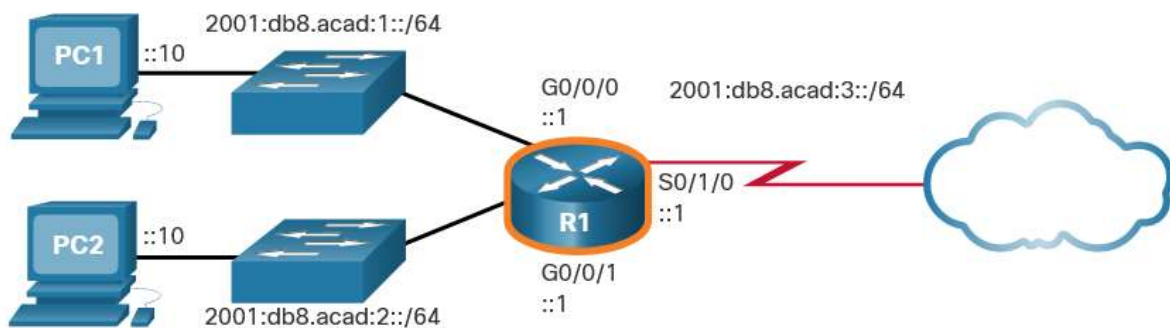 2001:db8.acad:1::/64
PC1
::10
G0/0/0
::1
2001:db8.acad:3::/64
S0/1/0
::1
R1
PC2
::10
G0/0/1
::1
2001:db8.acad:2::/64